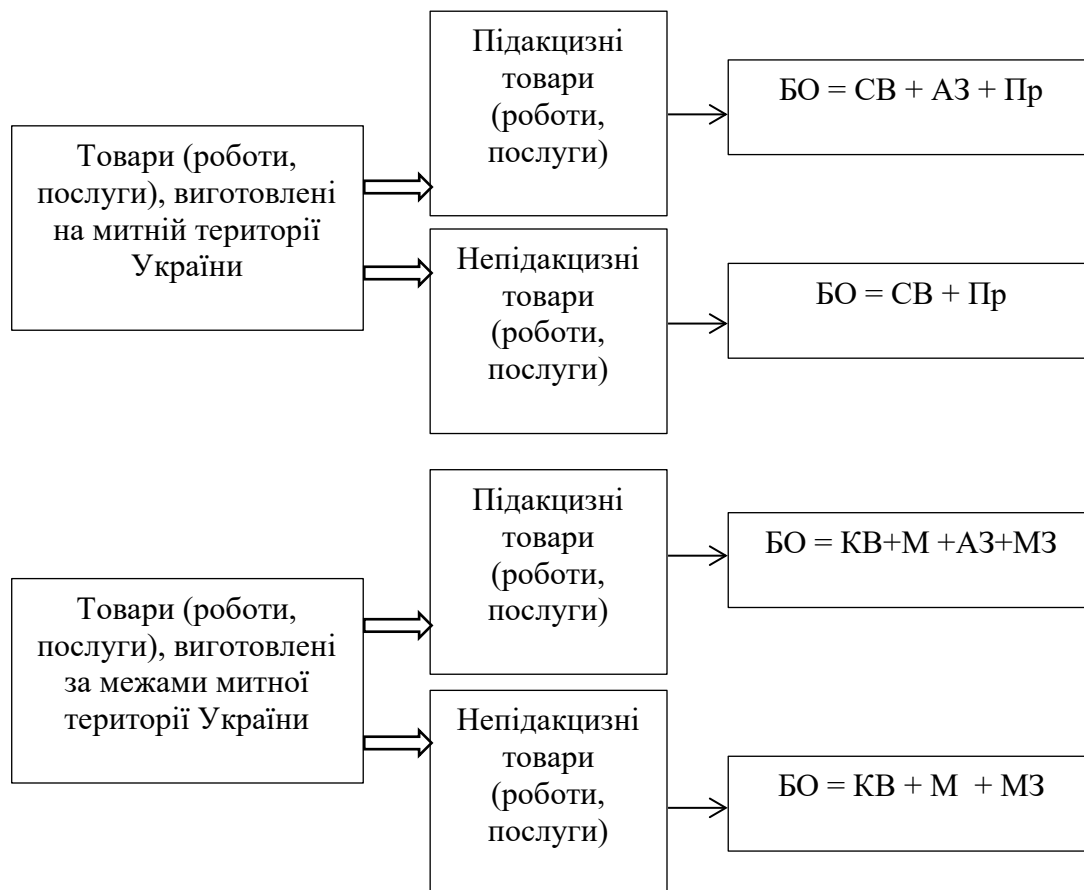 Товари (роботи,
послуги), виготовлені
на митній території
України
Підакцизні
товари
(роботи,
послуги)
БО = СВ + АЗ + Пр
Непідакцизні
товари
(роботи,
послуги)
БО = СВ + Пр
Товари (роботи,
послуги), виготовлені
за межами митної
території України
Підакцизні
товари
(роботи,
послуги)
БО = КВ+М +АЗ+МЗ
Непідакцизні
товари
(роботи,
послуги)
БО = КВ + М + МЗ